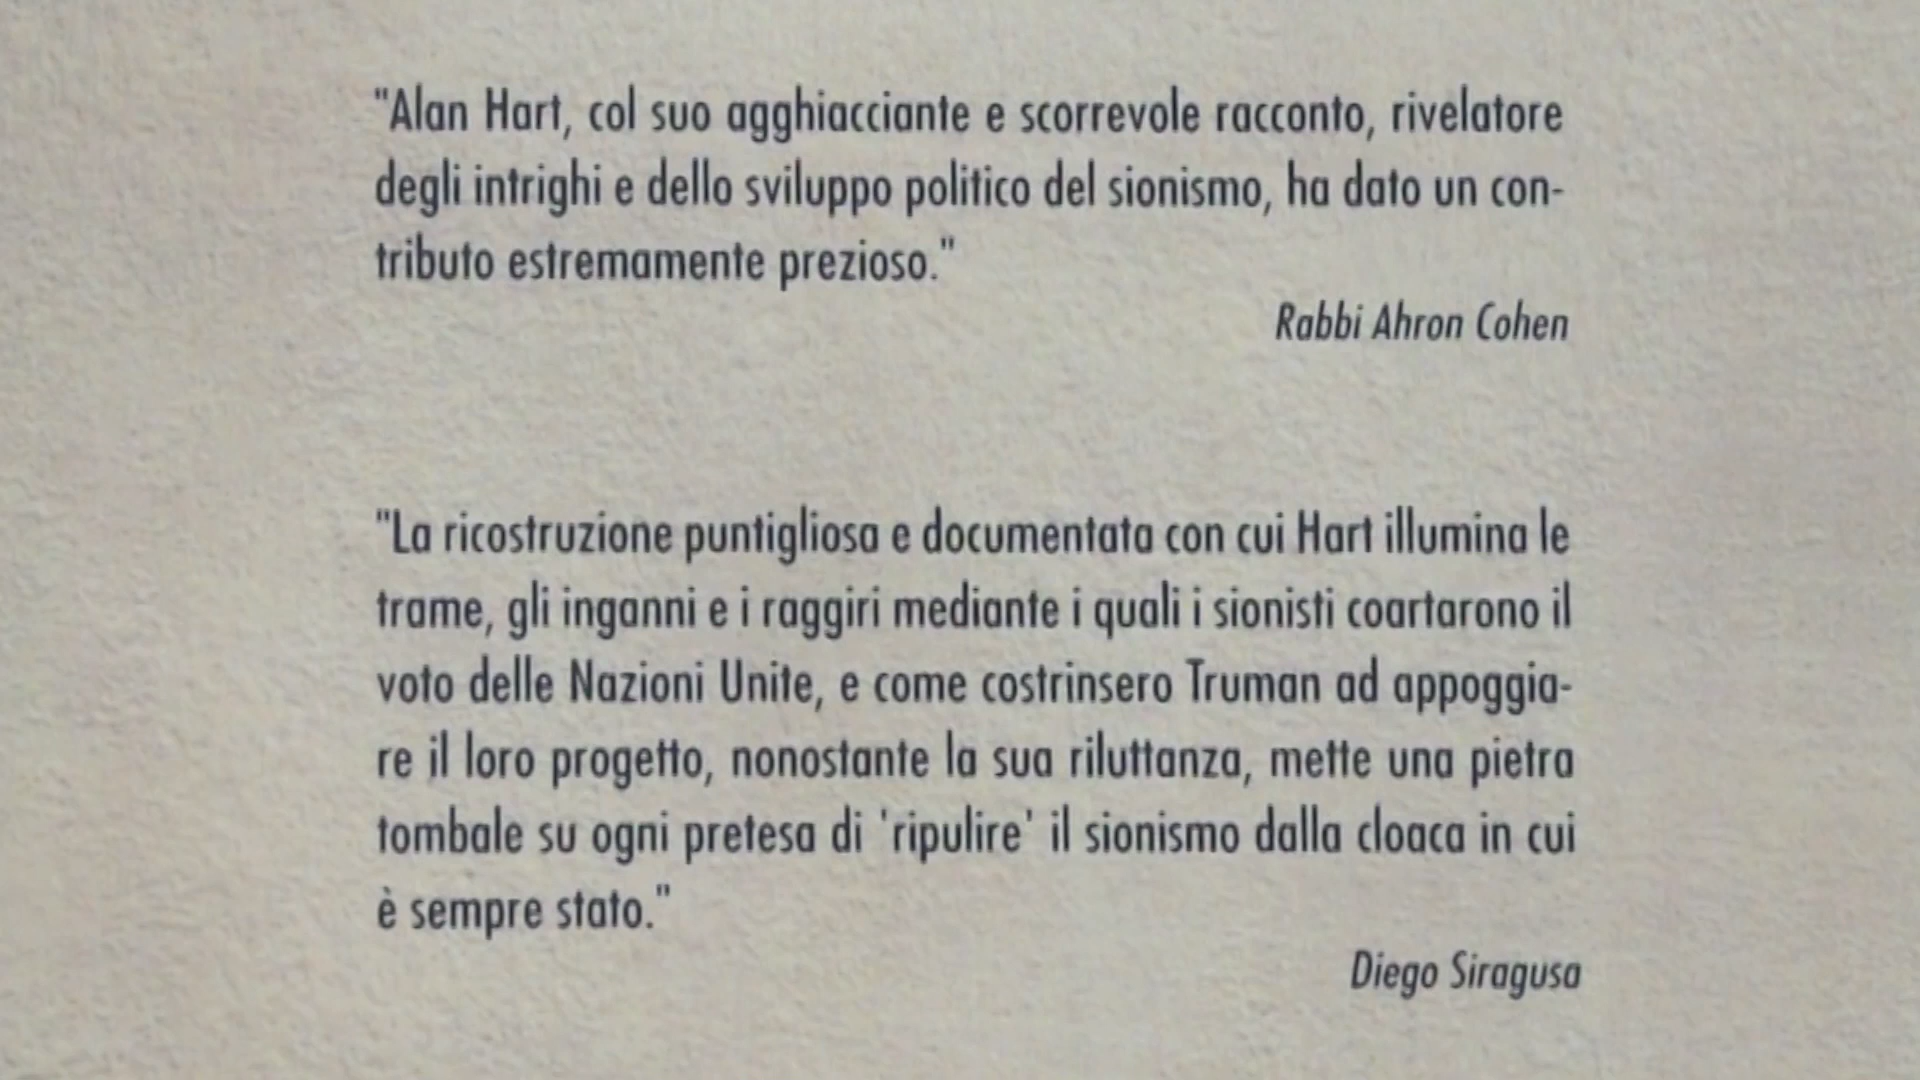 "Alan Hart, col suo agghiacciante e scorrevole racconto, rivelatore
degli intrighi e dello sviluppo politico del sionismo, ha dato un con-
tributo estremamente prezioso."
Rabbi Ahron Cohen
"La ricostruzione puntigliosa e documentata con cui Hart illumina le
trame, gli inganni e i raggiri mediante i quali i sionisti coartarono il
voto delle Nazioni Unite, e come costrinsero Truman ad appoggia-
re il loro progetto, nonostante la sua riluttanza, mette una pietra
tombale su ogni pretesa di 'ripulire' il sionismo dalla cloaca in cui
è sempre stato."
Diego Siragusa